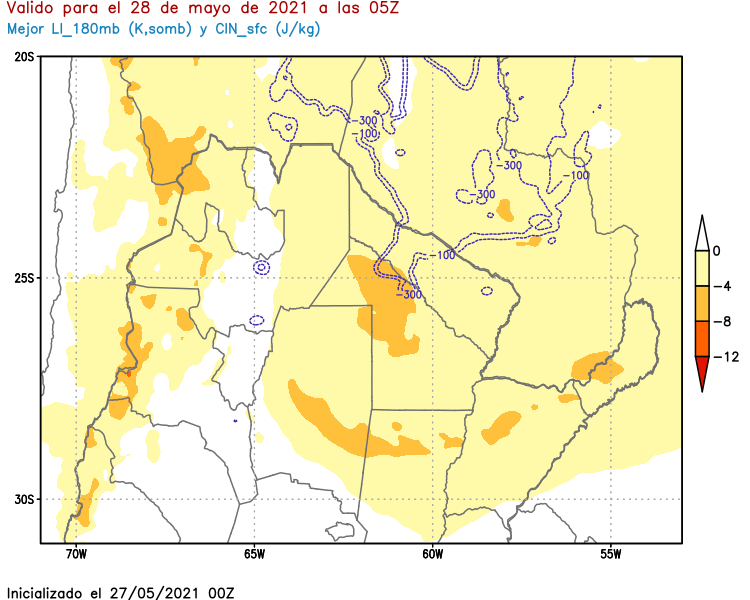 Valido para el 28 de mayo de 2021 a las 05Z
Mejor LI_180mb (K,somb) y CIN_sfc (J/kg)
20S
-300
-100
-300
-100
-300
-100
0
25S
-300
-4
-8
-12
30S
70W 65W 60W 55W
Inicializado el 27/05/2021 00Z